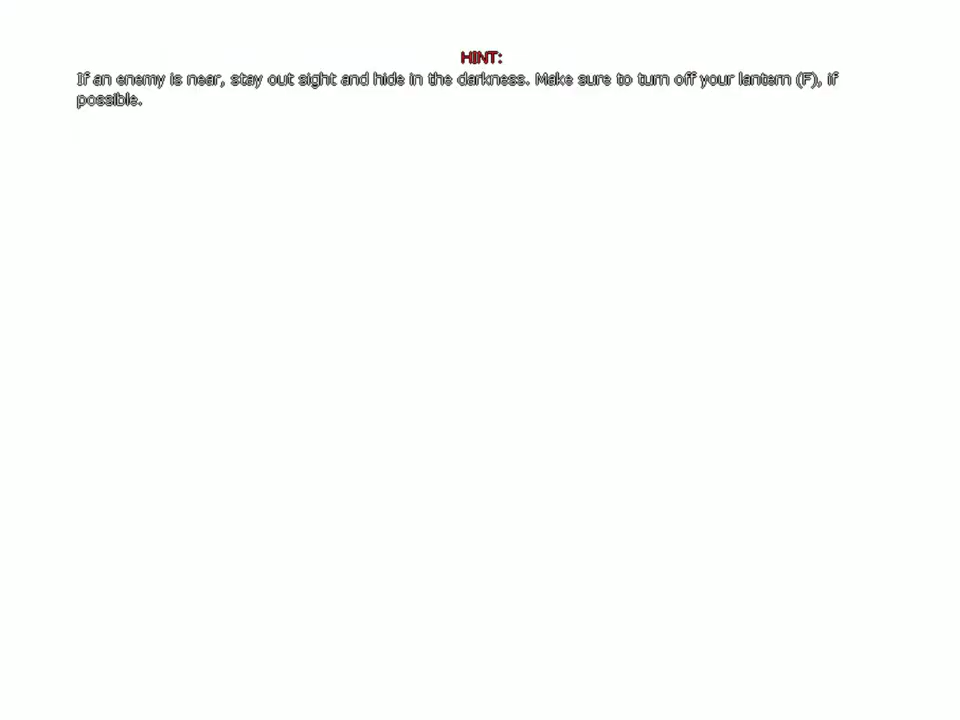 HINT:
If an enemy is near, stay out sight and hide in the darkness. Make sure to turn off your lantern (F), if
possible.